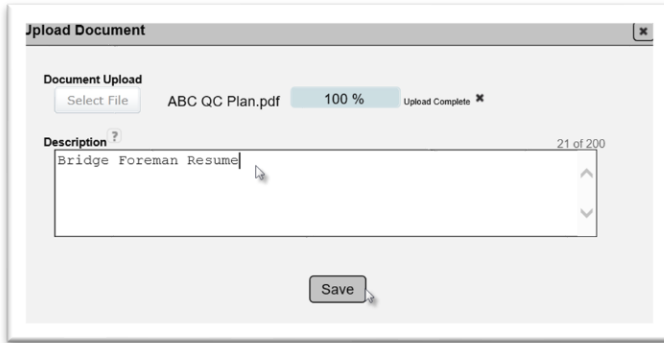 Upload Document
Document Upload
Select File ABC QC Plan.pdf 100 % Upload Complete ✖
Description ? 21 of 200
Bridge Foreman Resume
Save